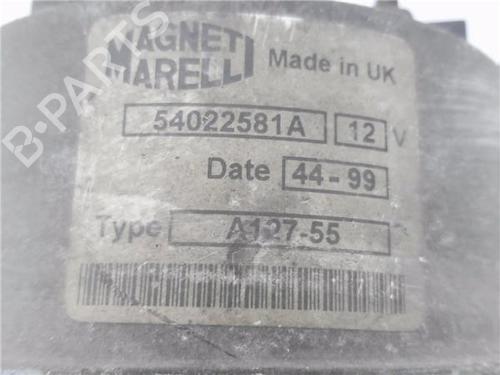 MAGNETI
MARELLI
Made in UK
54022581A 12 V
Date 44-99
Type A127-55
B-PARTS